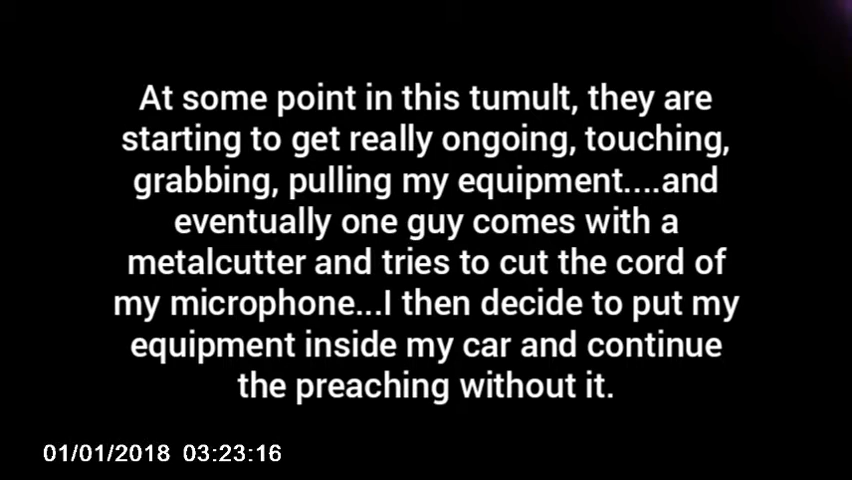 At some point in this tumult, they are
starting to get really ongoing, touching,
grabbing, pulling my equipment....and
eventually one guy comes with a
metalcutter and tries to cut the cord of
my microphone...I then decide to put my
equipment inside my car and continue
the preaching without it.
01/01/2018 03:23:16